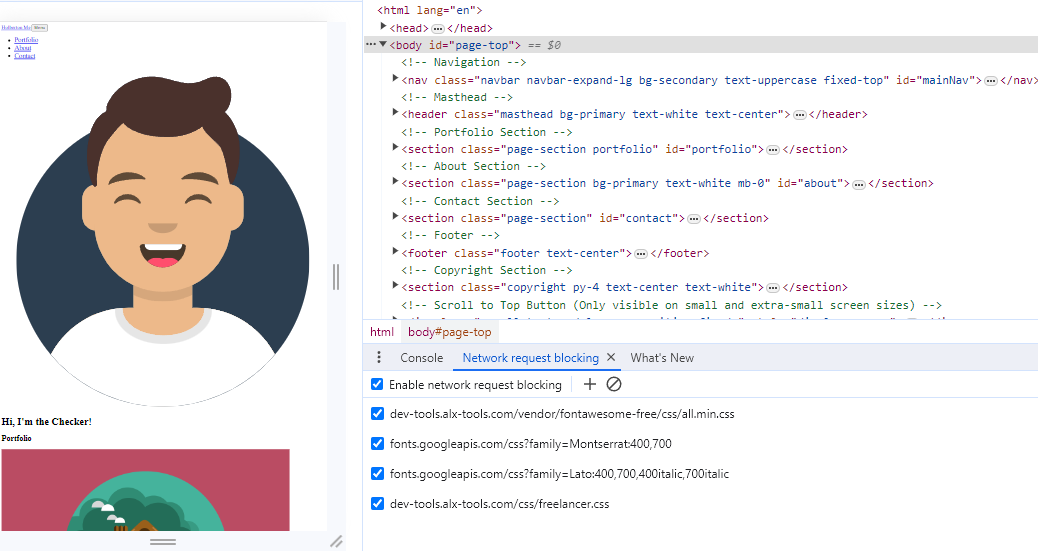 Menu
Portfolio
About
Contact
Hi, I'm the Checker!
Portfolio
<html lang="en">
<head> ··· </head>
··· <body id="page-top"> == $0
<!-- Navigation -->
<nav class="navbar navbar-expand-lg bg-secondary text-uppercase fixed-top" id="mainNav"> ··· </nav>
<!-- Masthead -->
<header class="masthead bg-primary text-white text-center"> ··· </header>
<!-- Portfolio Section -->
<section class="page-section portfolio" id="portfolio"> ··· </section>
<!-- About Section -->
<section class="page-section bg-primary text-white mb-0" id="about"> ··· </section>
<!-- Contact Section -->
<section class="page-section" id="contact"> ··· </section>
<!-- Footer -->
<footer class="footer text-center"> ··· </footer>
<!-- Copyright Section -->
<section class="copyright py-4 text-center text-white"> ··· </section>
<!-- Scroll to Top Button (Only visible on small and extra-small screen sizes) -->
html body#page-top
Console Network request blocking What's New
Enable network request blocking
dev-tools.alx-tools.com/vendor/fontawesome-free/css/all.min.css
fonts.googleapis.com/css?family=Montserrat:400,700
fonts.googleapis.com/css?family=Lato:400,700,400italic,700italic
dev-tools.alx-tools.com/css/freelancer.css